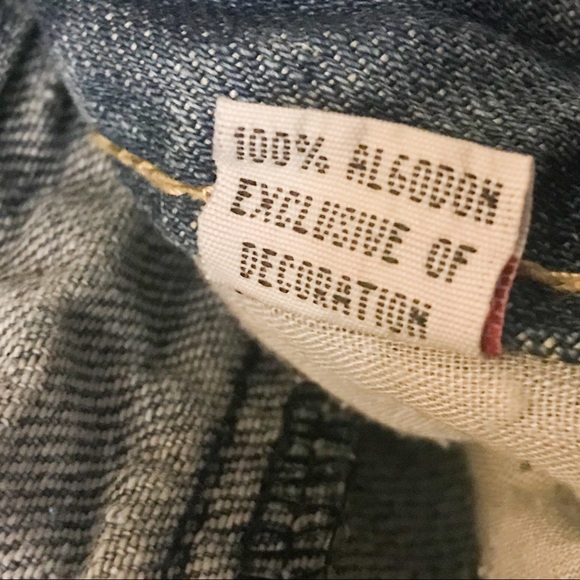 100% ALGODON
EXCLUSIVE OF
DECORATION